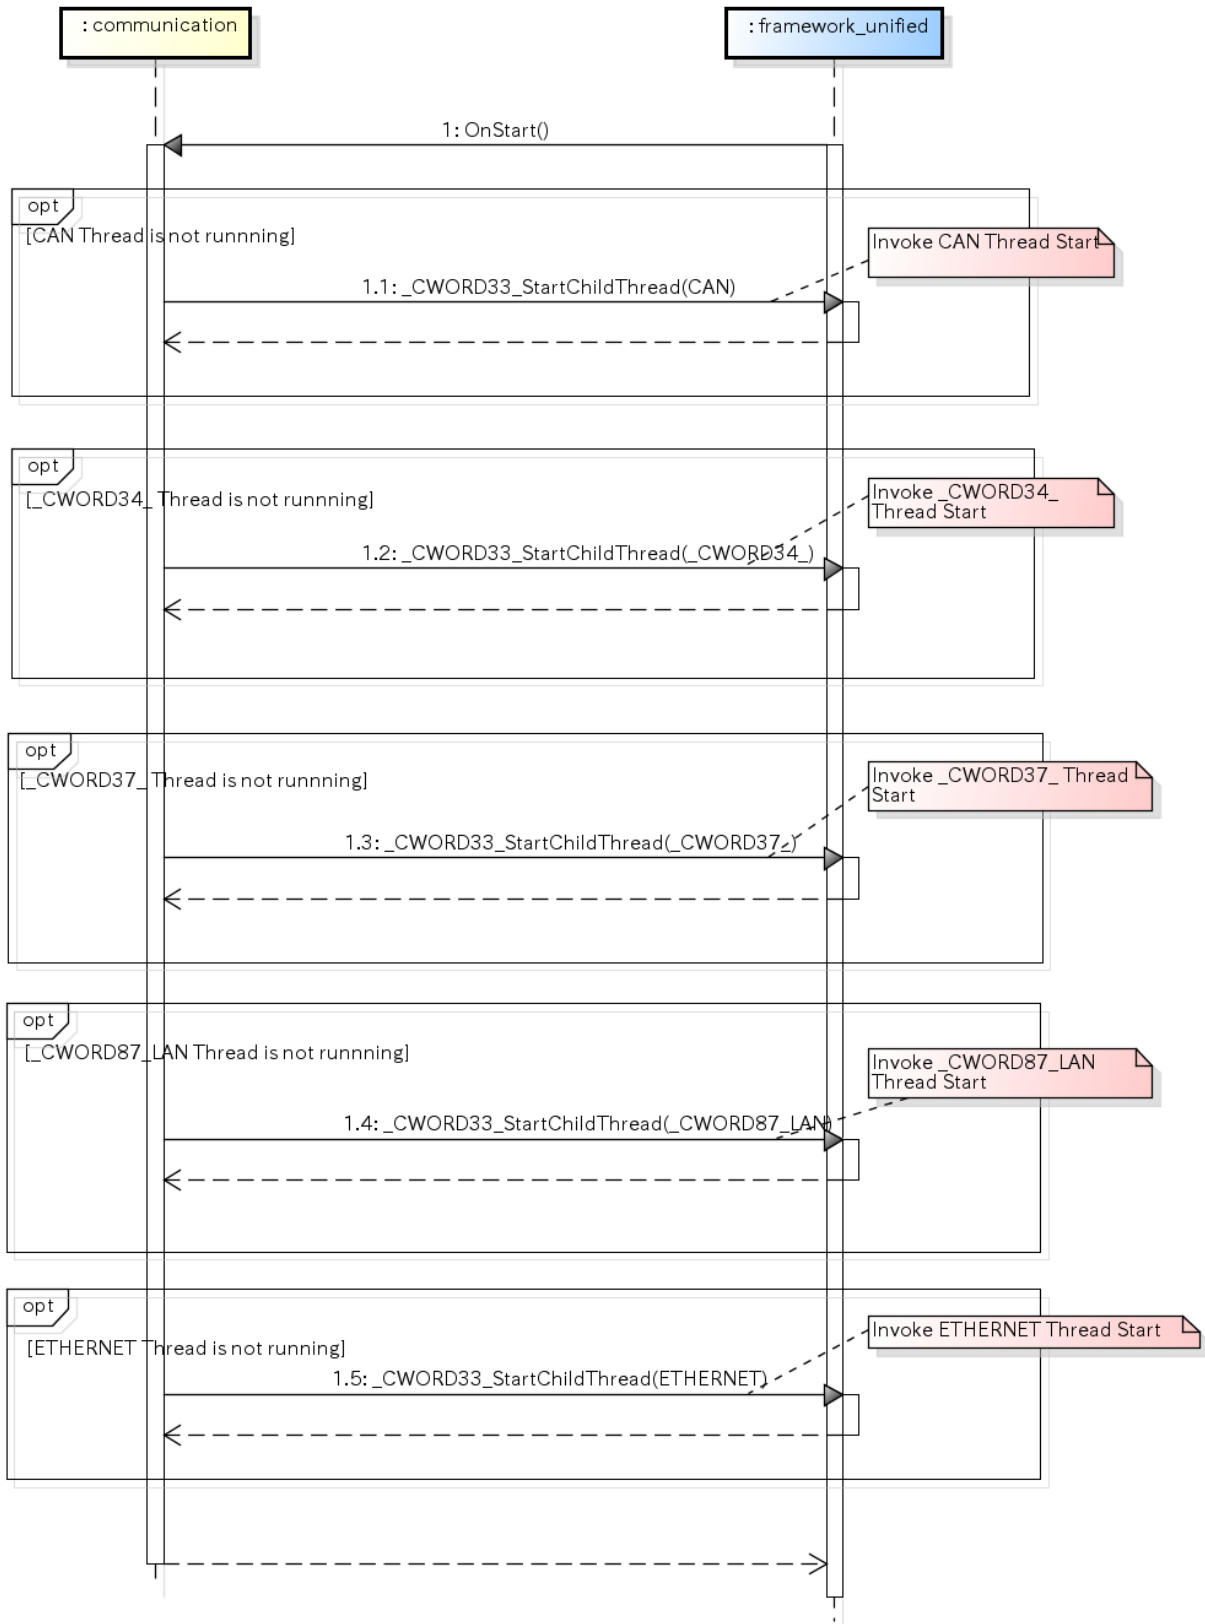 : communication
: framework_unified
1: OnStart()
opt
[CAN Thread is not runnning]
Invoke CAN Thread Start
1.1: _CWORD33_StartChildThread(CAN)
opt
[_CWORD34_ Thread is not runnning]
Invoke _CWORD34_
Thread Start
1.2: _CWORD33_StartChildThread(_CWORD34_)
opt
[_CWORD37_ Thread is not runnning]
Invoke _CWORD37_ Thread
Start
1.3: _CWORD33_StartChildThread(_CWORD37_)
opt
[_CWORD87_LAN Thread is not runnning]
Invoke _CWORD87_LAN
Thread Start
1.4: _CWORD33_StartChildThread(_CWORD87_LAN)
opt
[ETHERNET Thread is not running]
Invoke ETHERNET Thread Start
1.5: _CWORD33_StartChildThread(ETHERNET)